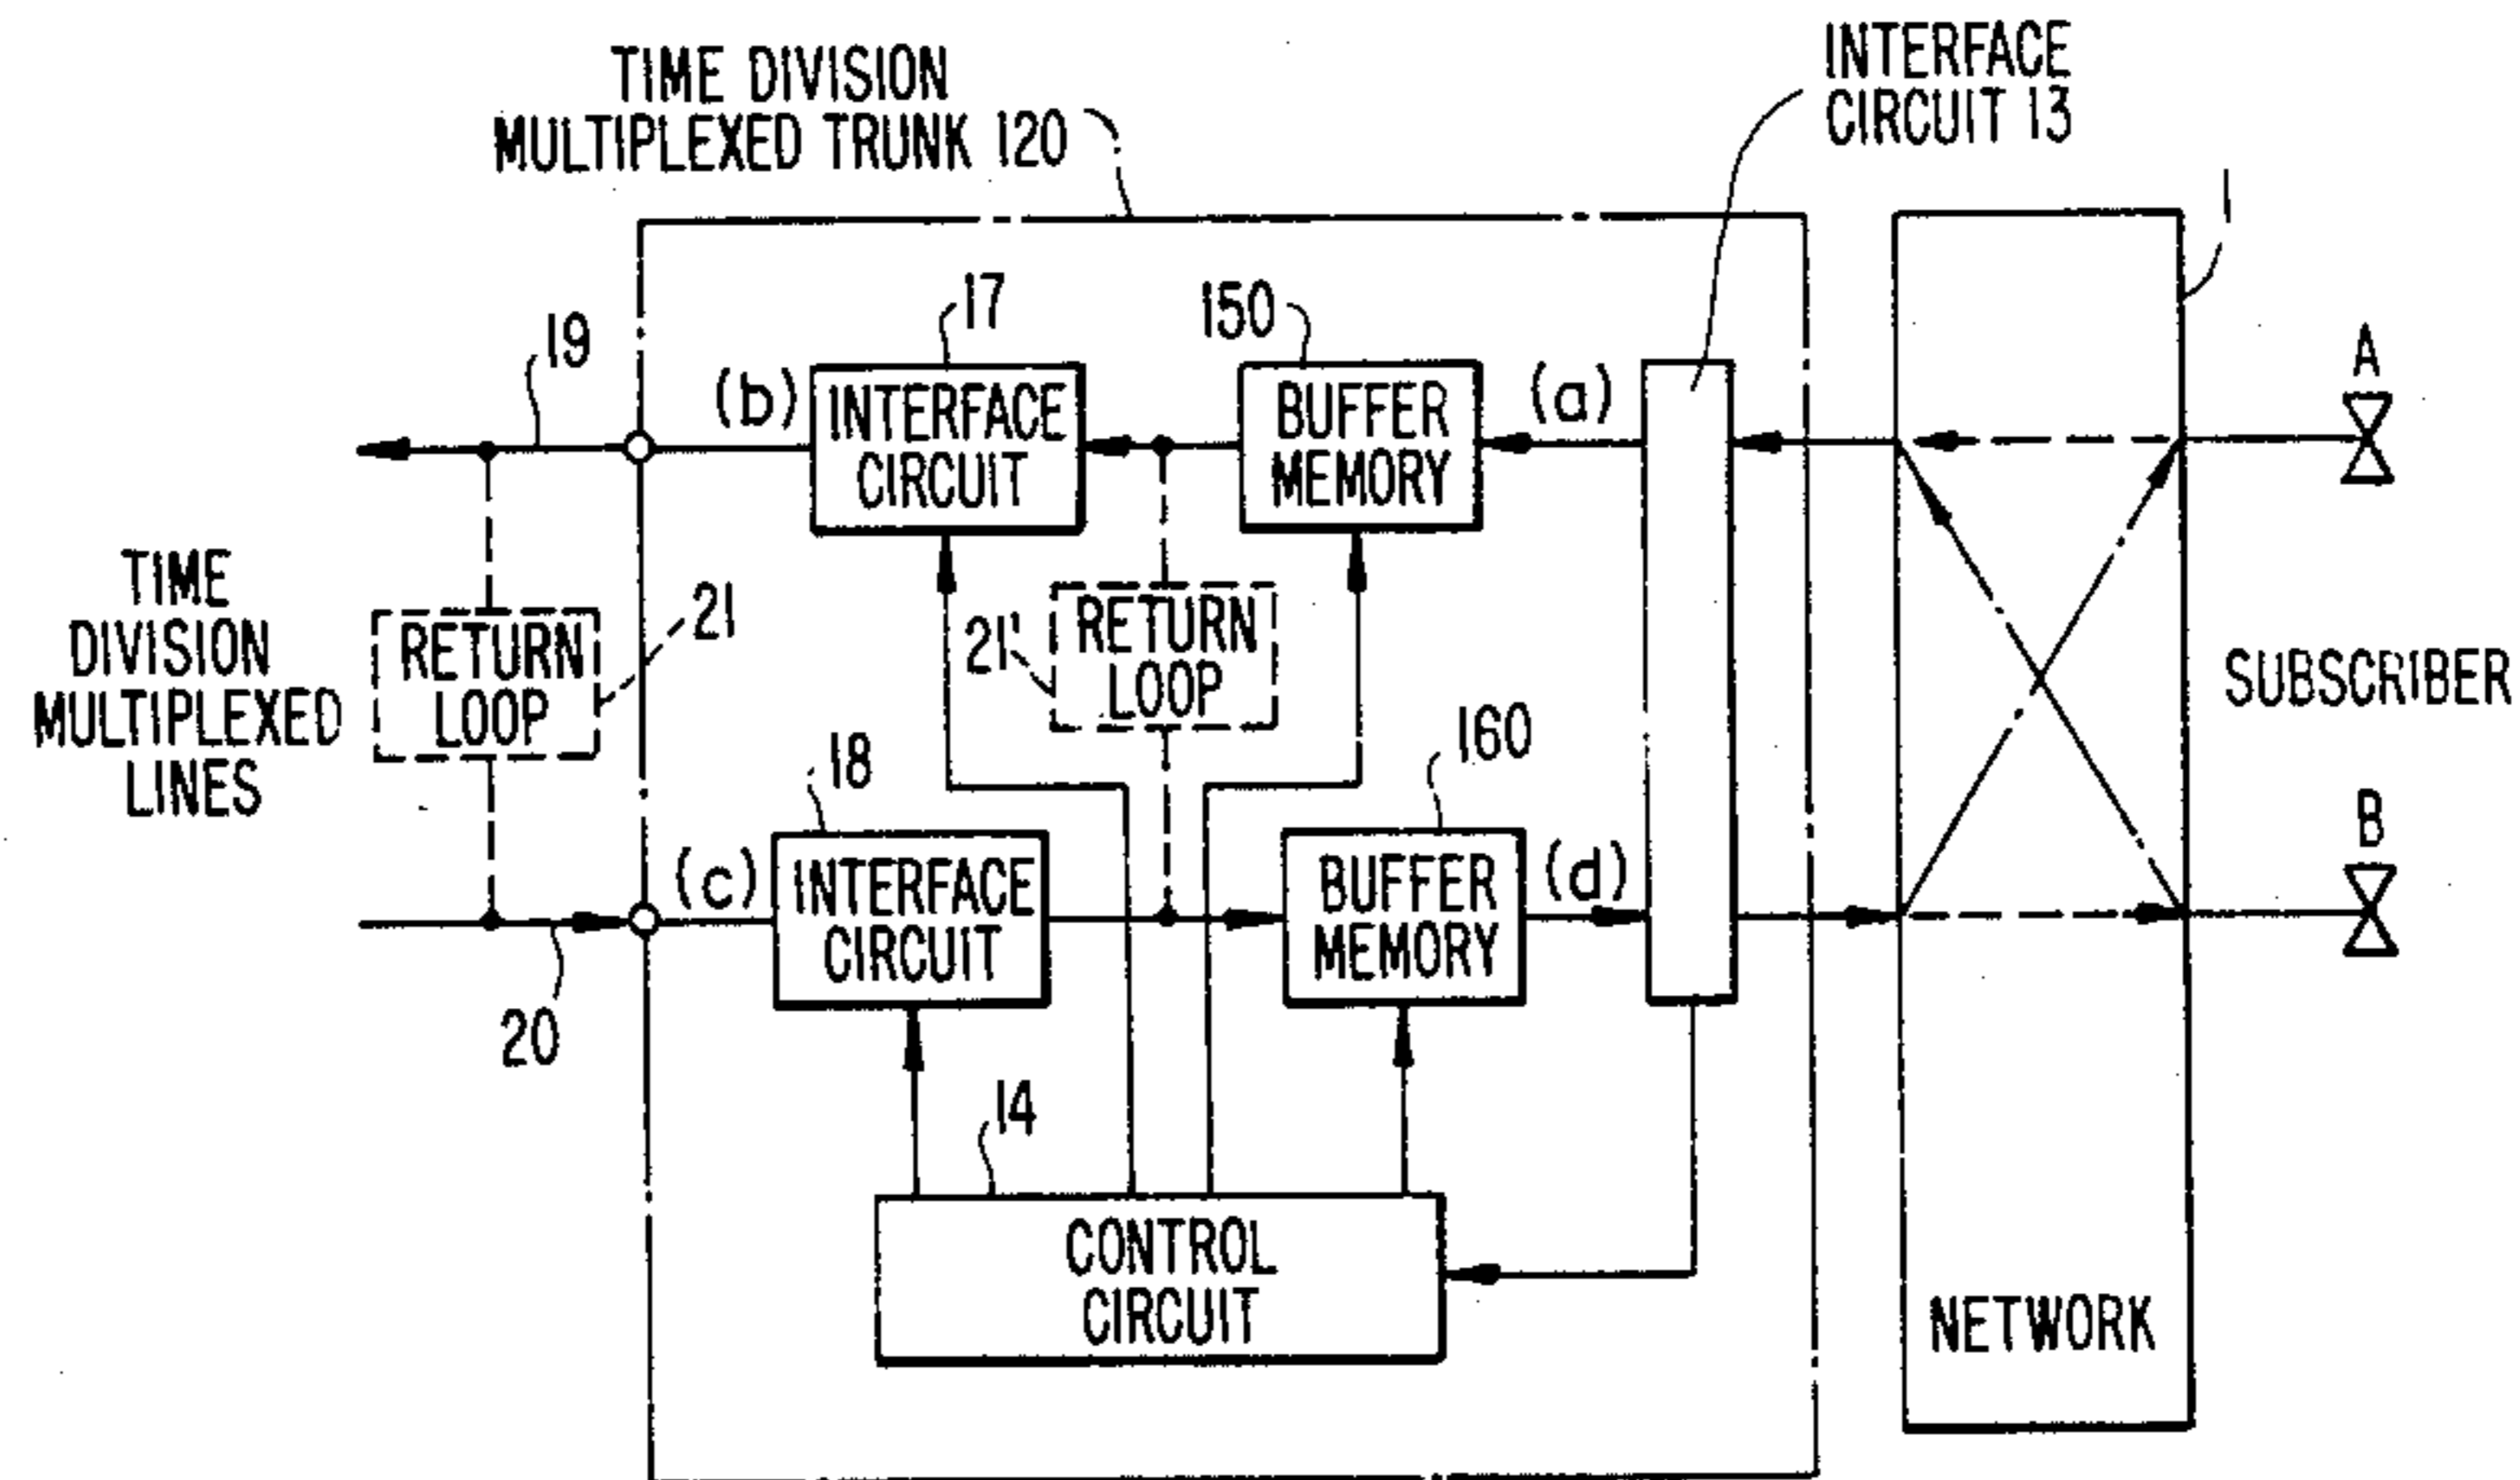 TIME DIVISION
MULTIPLEXED TRUNK 120
INTERFACE
CIRCUIT 13
1
19
(b)
17
INTERFACE
CIRCUIT
150
BUFFER
MEMORY
(a)
A
TIME
DIVISION
MULTIPLEXED
LINES
RETURN
LOOP
21
21'
RETURN
LOOP
SUBSCRIBER
20
(c)
18
INTERFACE
CIRCUIT
160
BUFFER
MEMORY
(d)
B
14
CONTROL
CIRCUIT
NETWORK